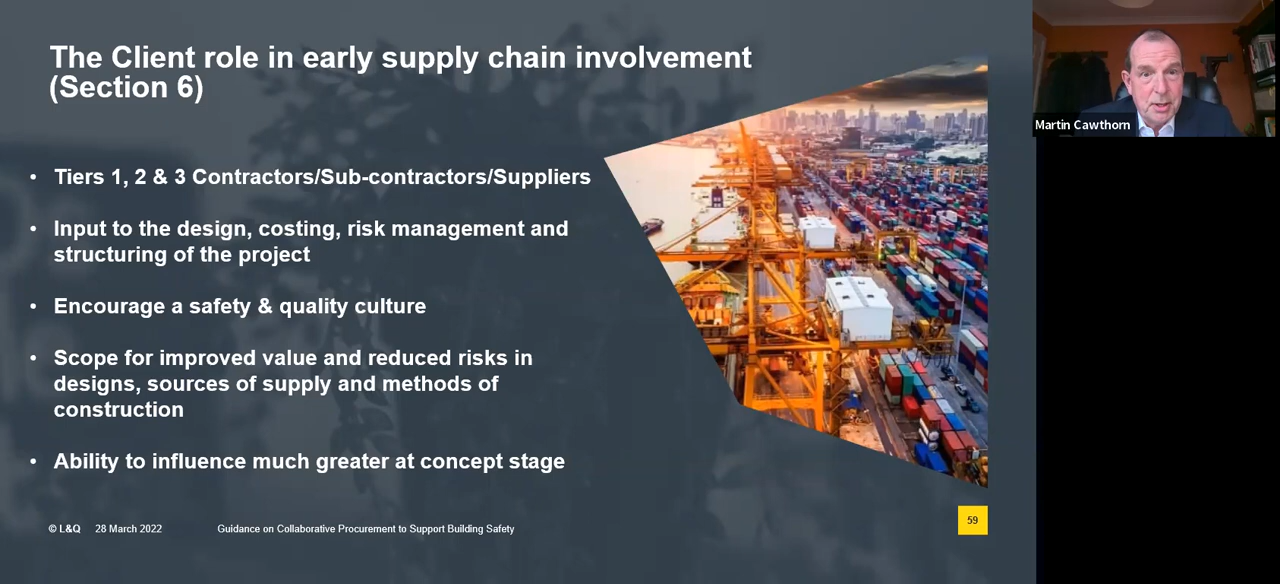 The Client role in early supply chain involvement
(Section 6)
• Tiers 1, 2 & 3 Contractors/Sub-contractors/Suppliers
• Input to the design, costing, risk management and
structuring of the project
• Encourage a safety & quality culture
• Scope for improved value and reduced risks in
designs, sources of supply and methods of
construction
• Ability to influence much greater at concept stage
© L&Q 28 March 2022 Guidance on Collaborative Procurement to Support Building Safety
59
Martin Cawthorn